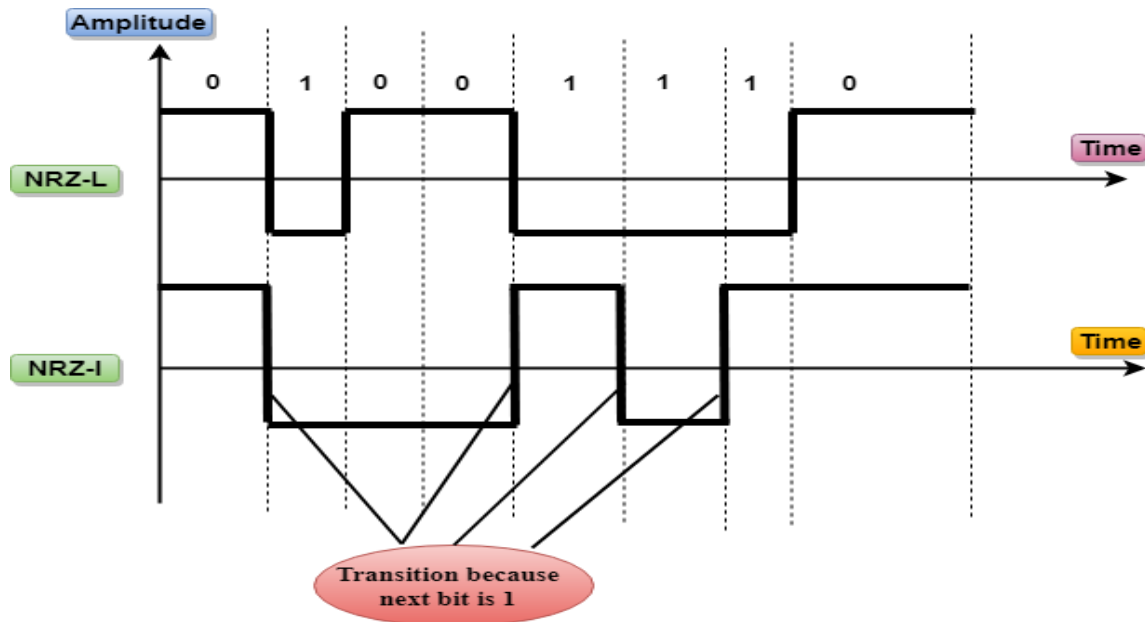 Amplitude
0 1 0 0 1 1 1 0
Time
NRZ-L
Time
NRZ-I
Transition because
next bit is 1